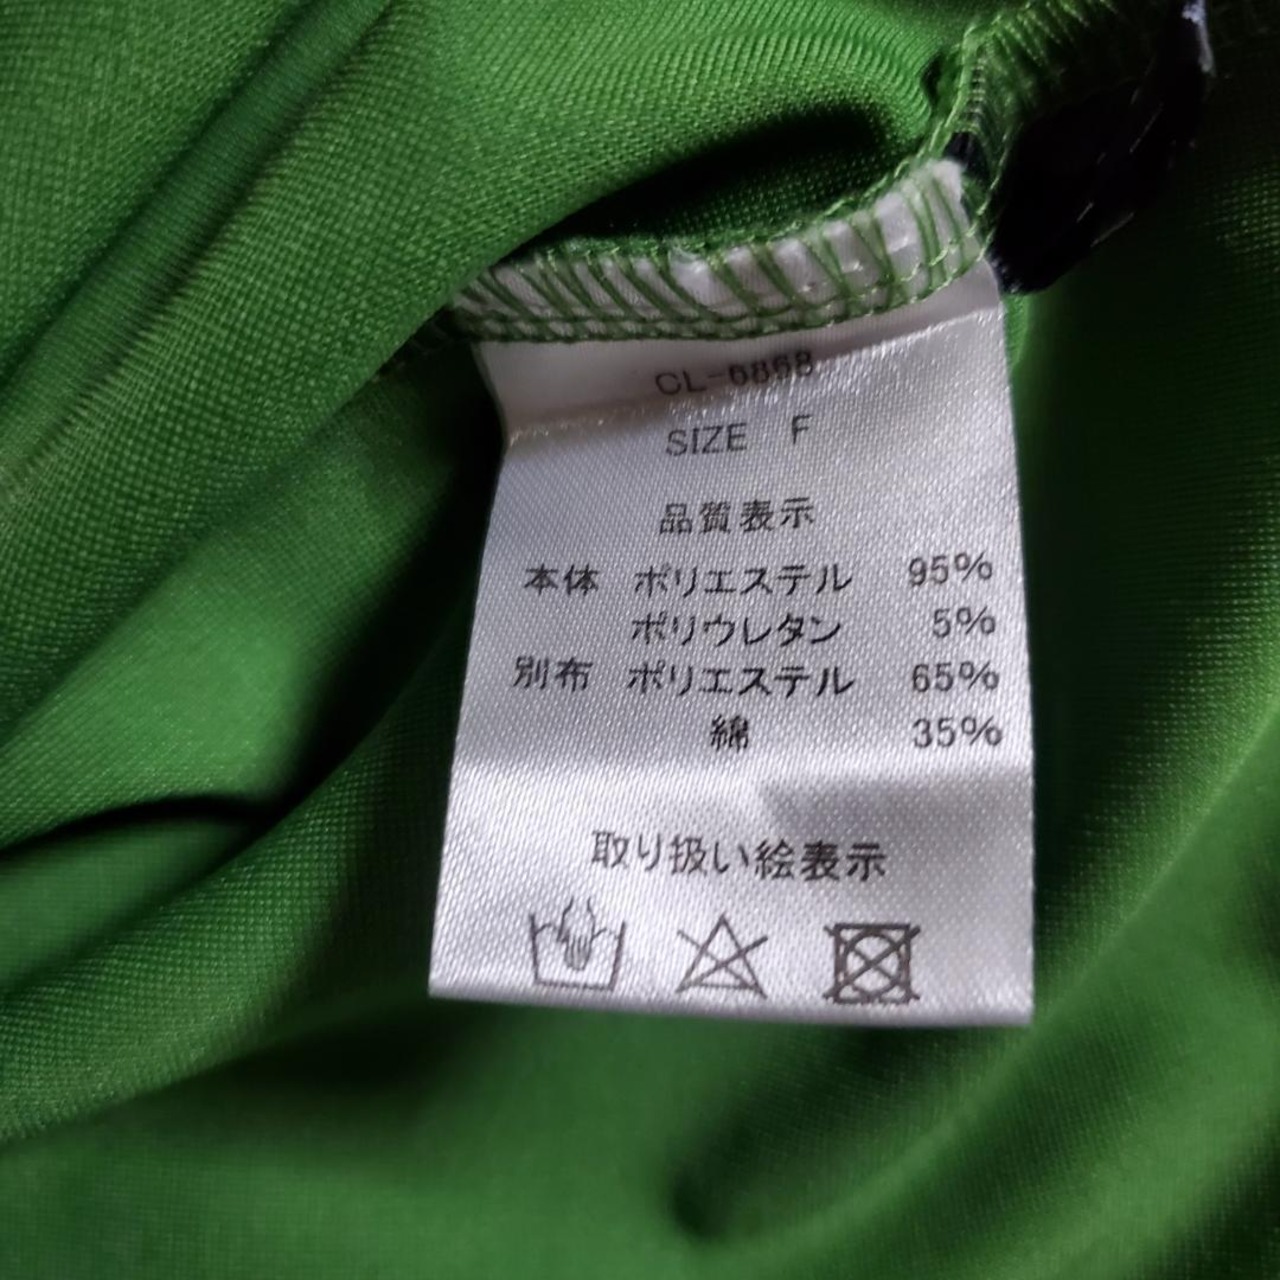 CL-6868
SIZE F
品質表示
本体 ポリエステル 95%
ポリウレタン 5%
別布 ポリエステル 65%
綿 35%
取り扱い絵表示